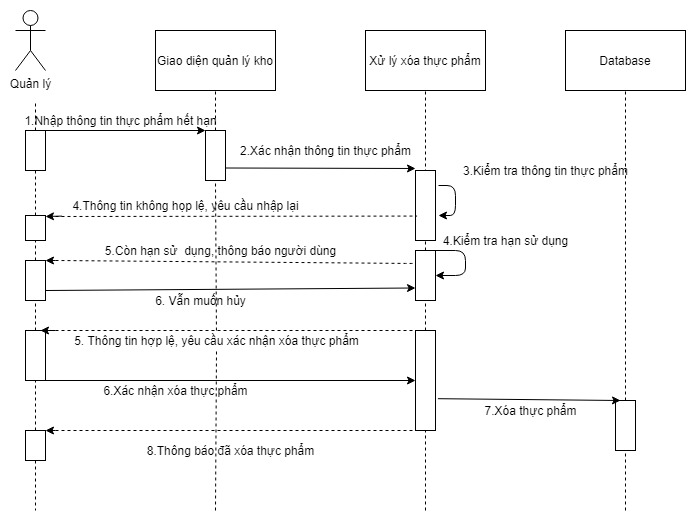 Quản lý
Giao diện quản lý kho
Xử lý xóa thực phẩm
Database
1.Nhập thông tin thực phẩm hết hạn
2.Xác nhận thông tin thực phẩm
3.Kiểm tra thông tin thực phẩm
4.Thông tin không hợp lệ, yêu cầu nhập lại
4.Kiểm tra hạn sử dụng
5.Còn hạn sử dụng, thông báo người dùng
6. Vẫn muốn hủy
5. Thông tin hợp lệ, yêu cầu xác nhận xóa thực phẩm
6.Xác nhận xóa thực phẩm
7.Xóa thực phẩm
8.Thông báo đã xóa thực phẩm